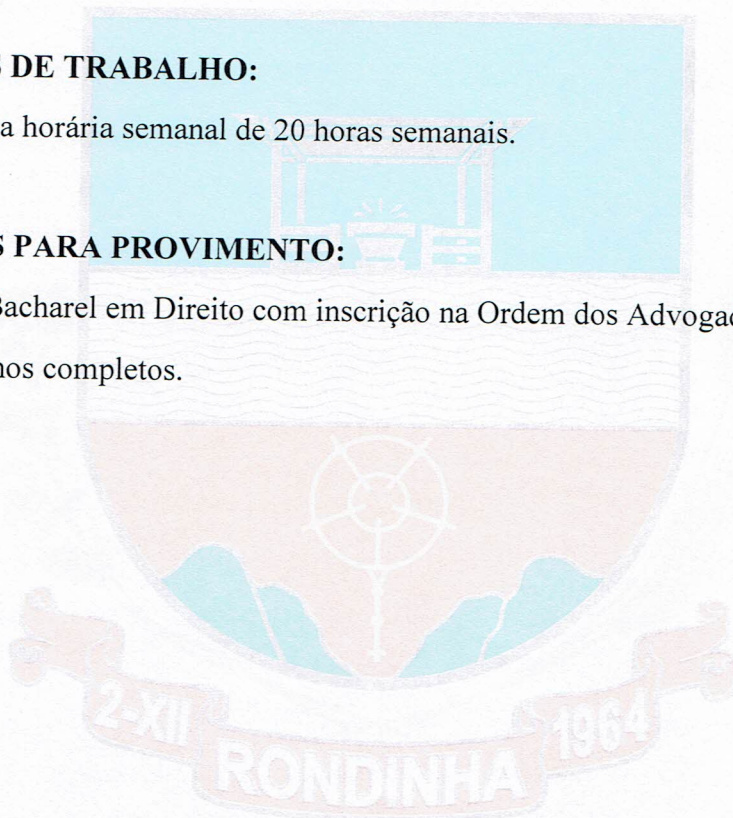 S DE TRABALHO:
a horária semanal de 20 horas semanais.
S PARA PROVIMENTO:
Bacharel em Direito com inscrição na Ordem dos Advogad
nos completos.
2-XII
RONDINHA
1964